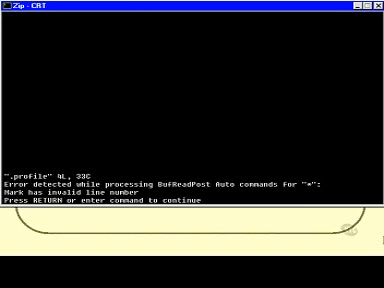 Zip - CRT
".profile" 4L, 33C
Error detected while processing BufReadPost Auto commands for "*":
Mark has invalid line number
Press RETURN or enter command to continue